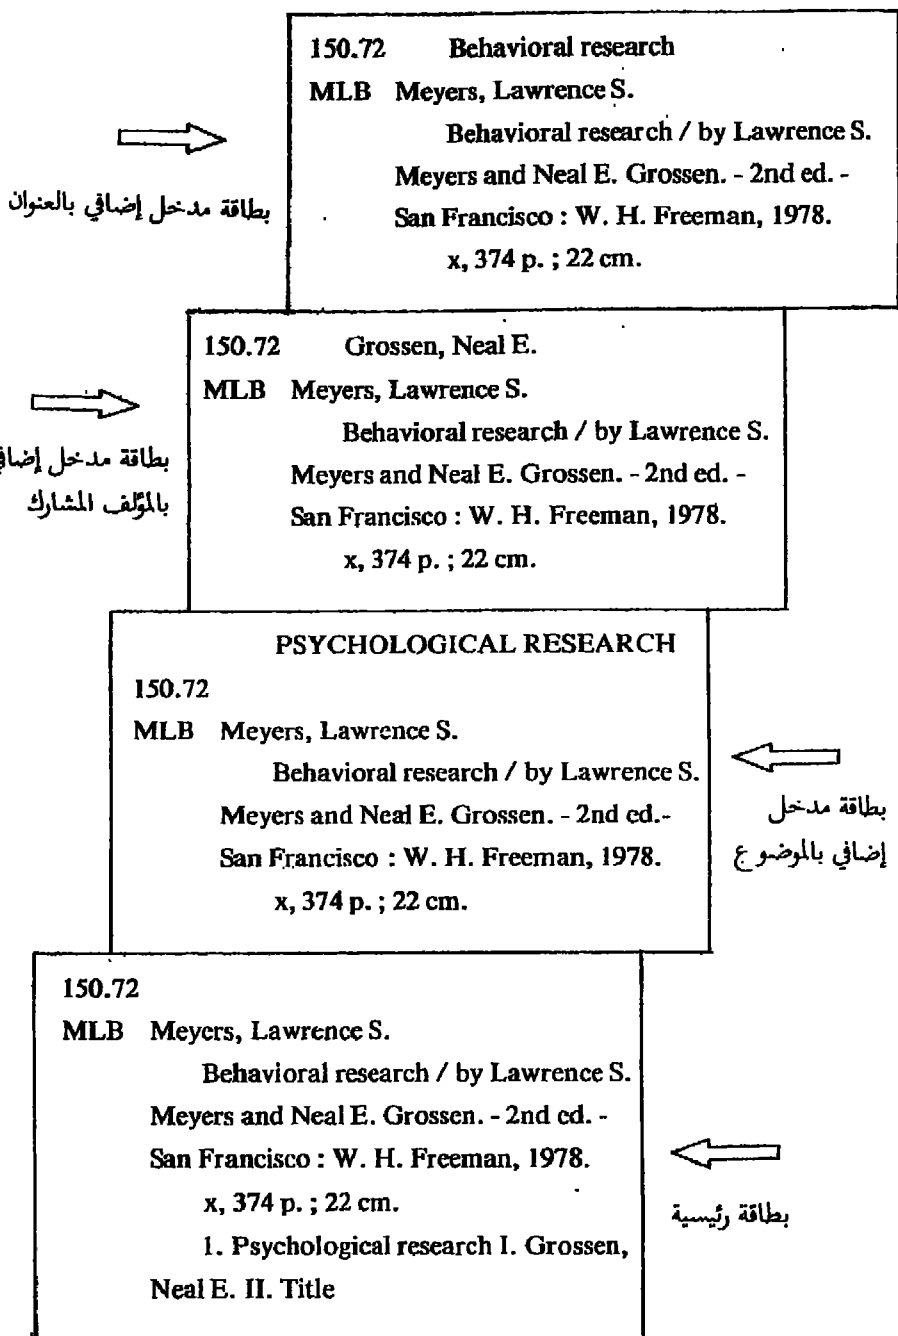 150.72 Behavioral research
MLB Meyers, Lawrence S.
Behavioral research / by Lawrence S.
Meyers and Neal E. Grossen. - 2nd ed. -
San Francisco : W. H. Freeman, 1978.
x, 374 p. ; 22 cm.
بطاقة مدخل إضافي بالعنوان
150.72 Grossen, Neal E.
MLB Meyers, Lawrence S.
Behavioral research / by Lawrence S.
Meyers and Neal E. Grossen. - 2nd ed. -
San Francisco : W. H. Freeman, 1978.
x, 374 p. ; 22 cm.
بطاقة مدخل إضافي
بالمؤلف المشارك
PSYCHOLOGICAL RESEARCH
150.72
MLB Meyers, Lawrence S.
Behavioral research / by Lawrence S.
Meyers and Neal E. Grossen. - 2nd ed.-
San Francisco : W. H. Freeman, 1978.
x, 374 p. ; 22 cm.
بطاقة مدخل
إضافي بالموضوع
150.72
MLB Meyers, Lawrence S.
Behavioral research / by Lawrence S.
Meyers and Neal E. Grossen. - 2nd ed. -
San Francisco : W. H. Freeman, 1978.
x, 374 p. ; 22 cm.
1. Psychological research I. Grossen,
Neal E. II. Title
بطاقة رئيسية